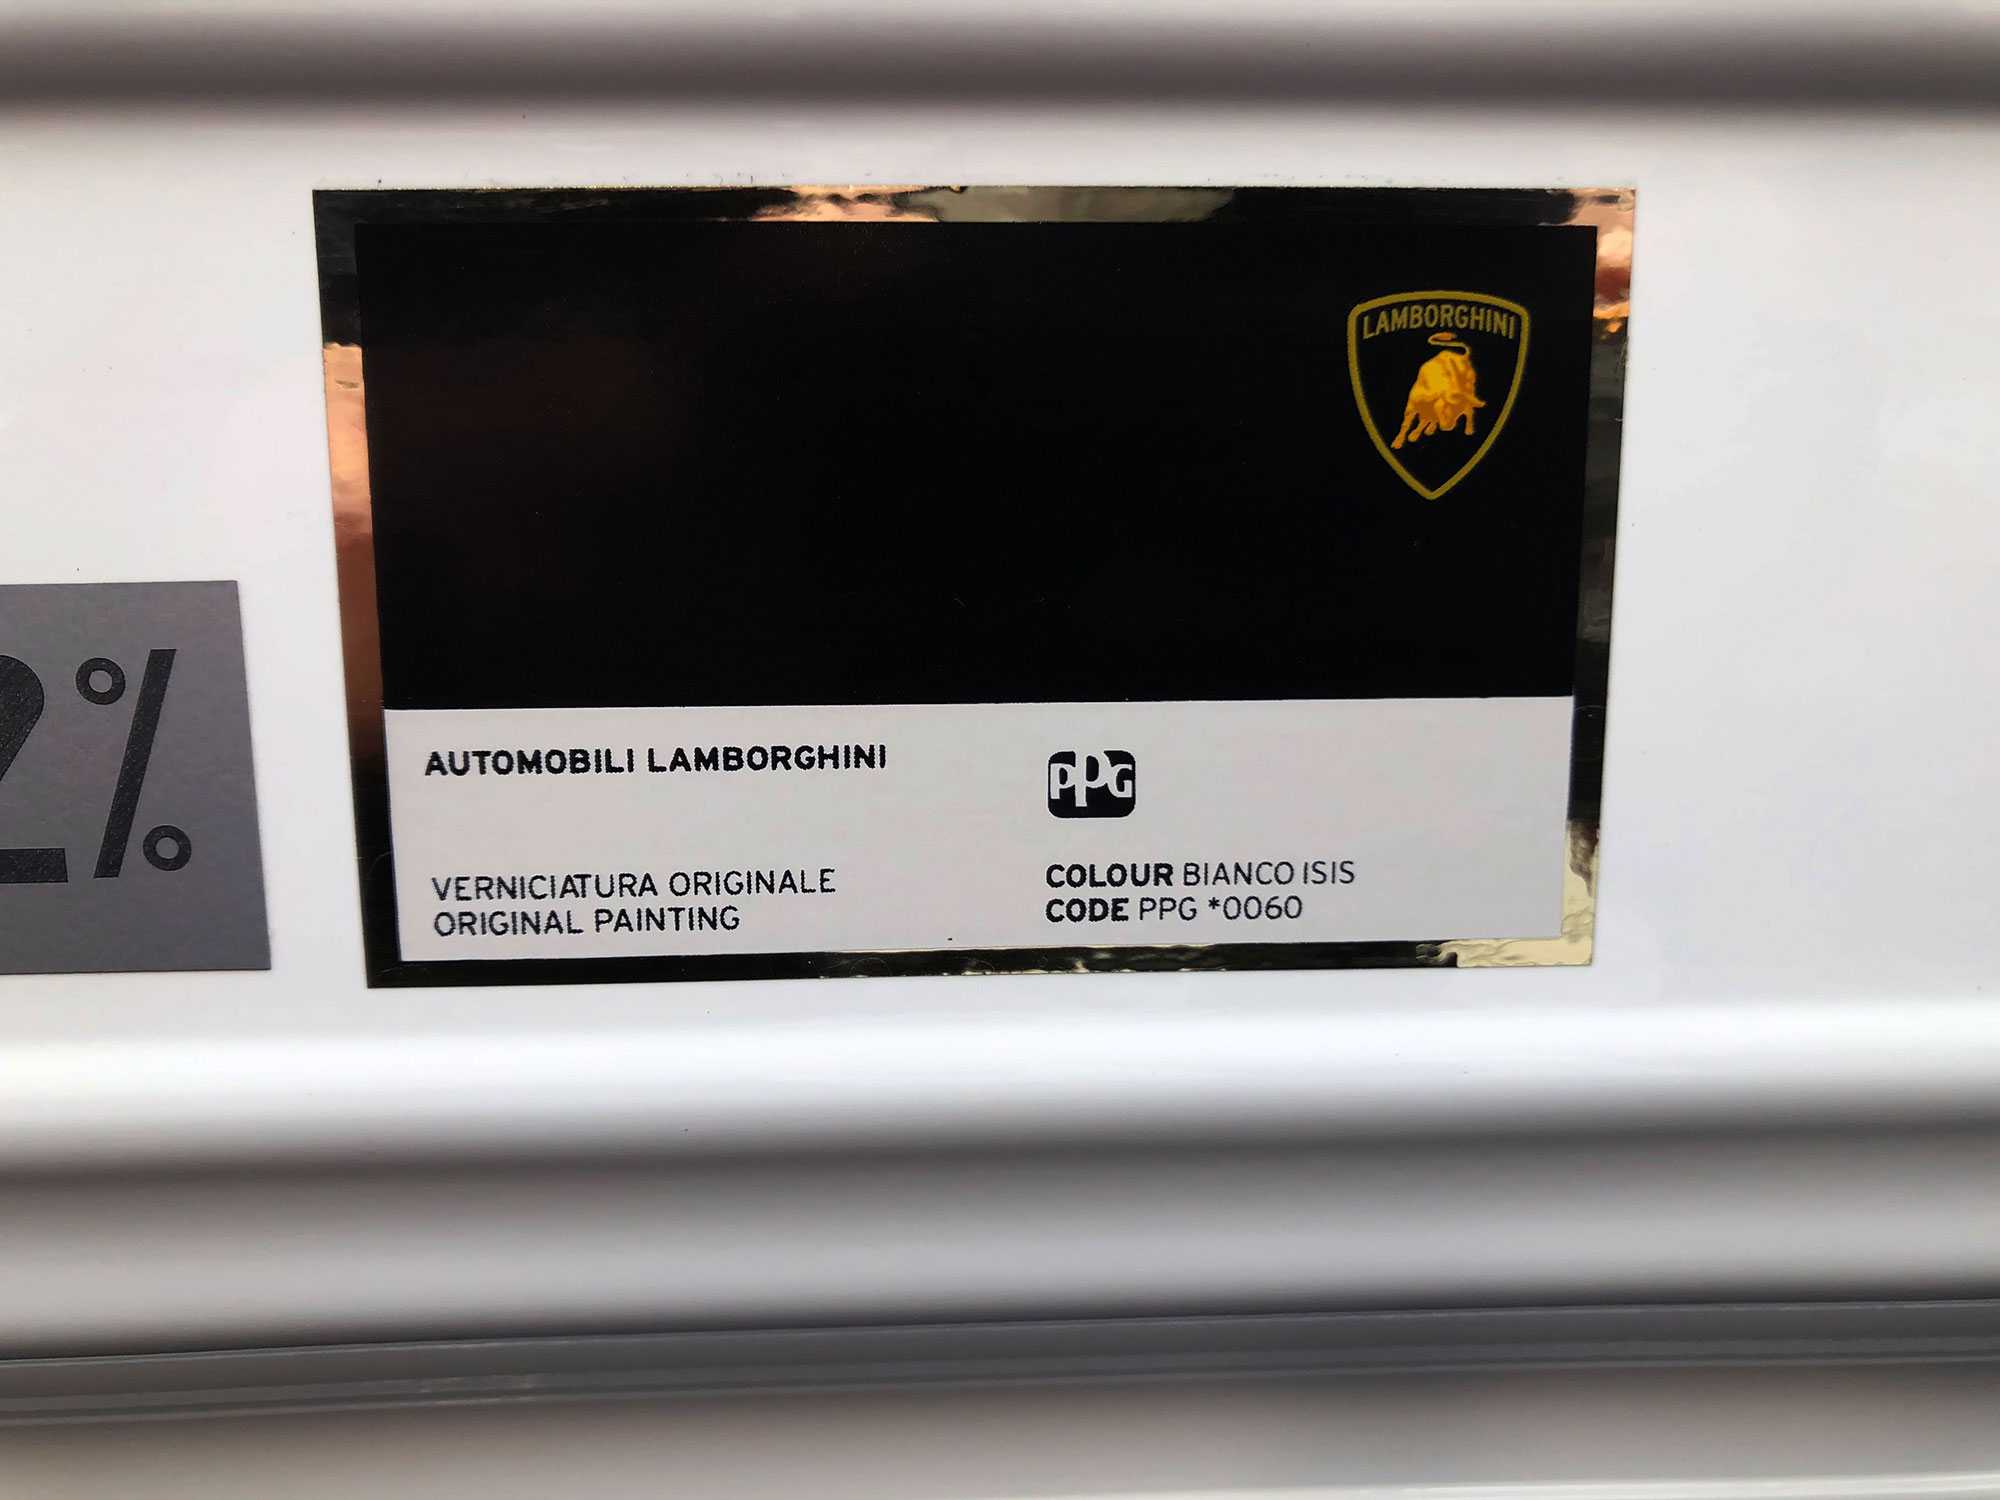 LAMBORGHINI
2%
AUTOMOBILI LAMBORGHINI
PPG
VERNICIATURA ORIGINALE
ORIGINAL PAINTING
COLOUR BIANCO ISIS
CODE PPG *0060